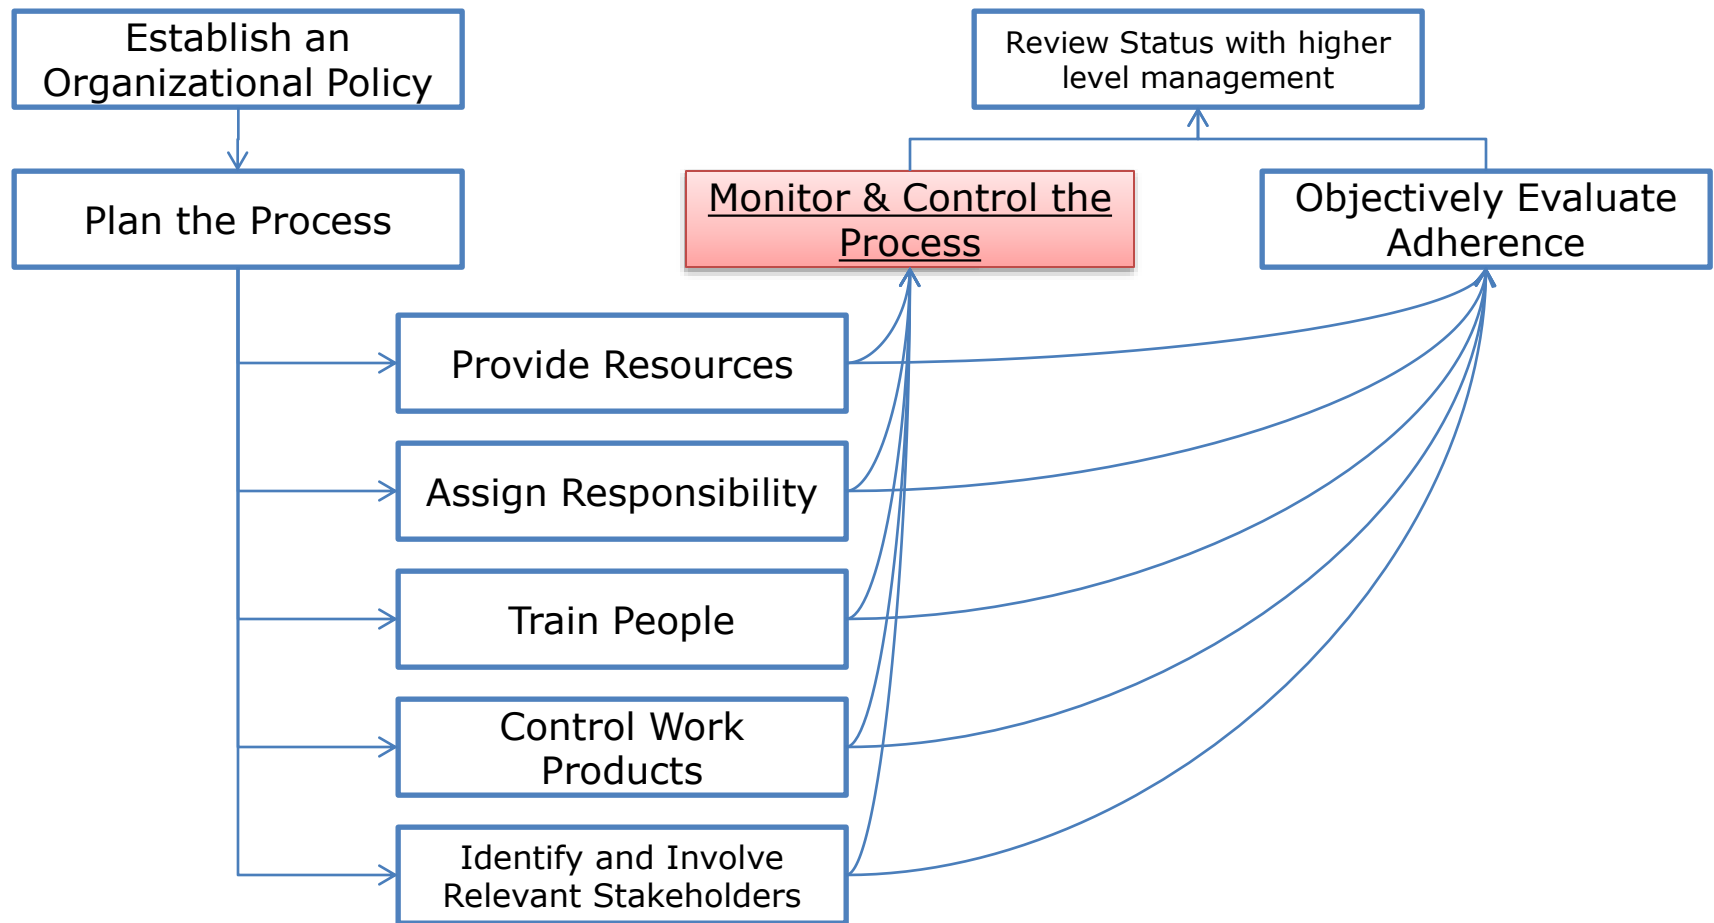 Establish an
Organizational Policy
Review Status with higher
level management
Plan the Process
Monitor & Control the
Process
Objectively Evaluate
Adherence
Provide Resources
Assign Responsibility
Train People
Control Work
Products
Identify and Involve
Relevant Stakeholders